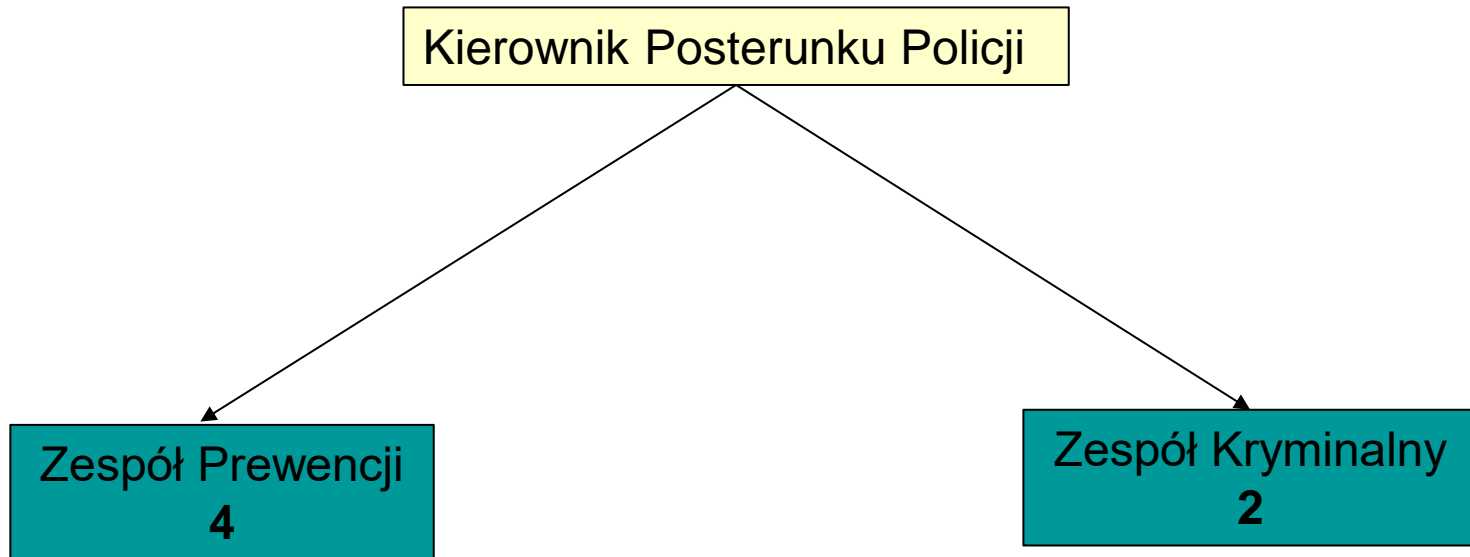 Kierownik Posterunku Policji
Zespół Prewencji
4
Zespół Kryminalny
2